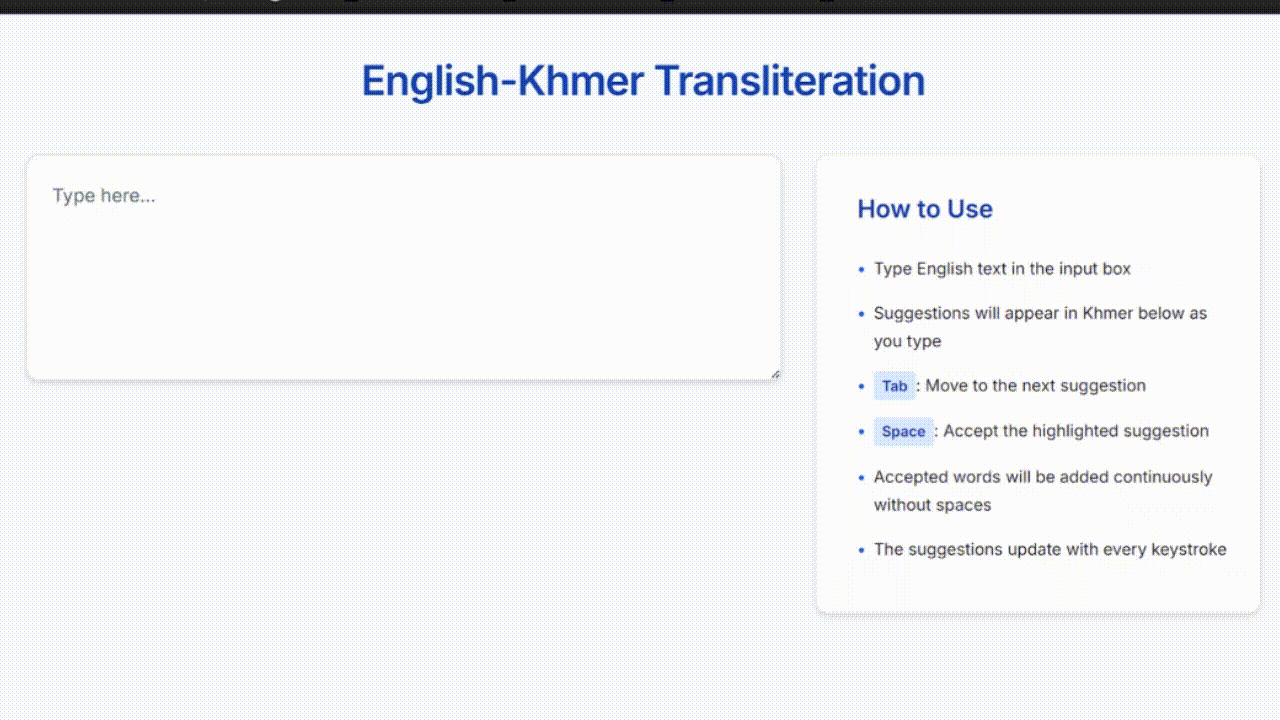 English-Khmer Transliteration
Type here...
How to Use
• Type English text in the input box
• Suggestions will appear in Khmer below as
you type
• Tab : Move to the next suggestion
• Space : Accept the highlighted suggestion
• Accepted words will be added continuously
without spaces
• The suggestions update with every keystroke